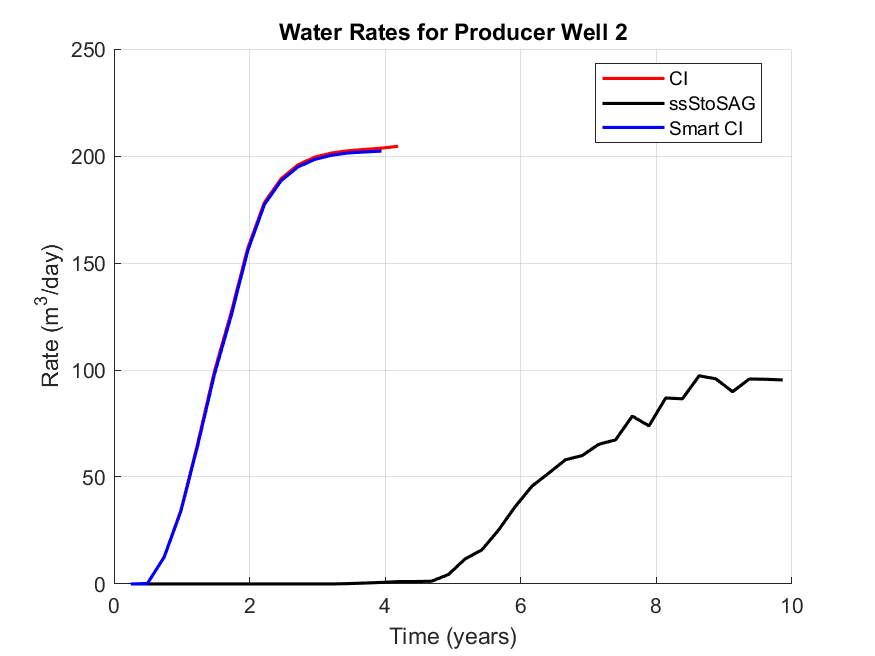 Water Rates for Producer Well 2
250
200
150
100
50
0
Rate (m³/day)
CI
ssStoSAG
Smart CI
0 2 4 6 8 10
Time (years)